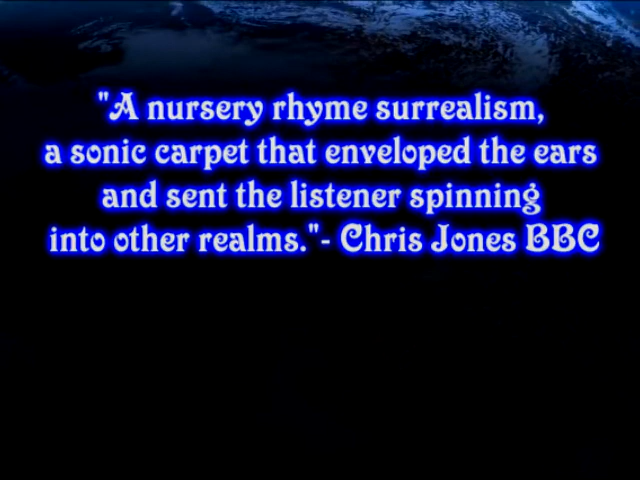 "A nursery rhyme surrealism,
a sonic carpet that enveloped the ears
and sent the listener spinning
into other realms."- Chris Jones BBC